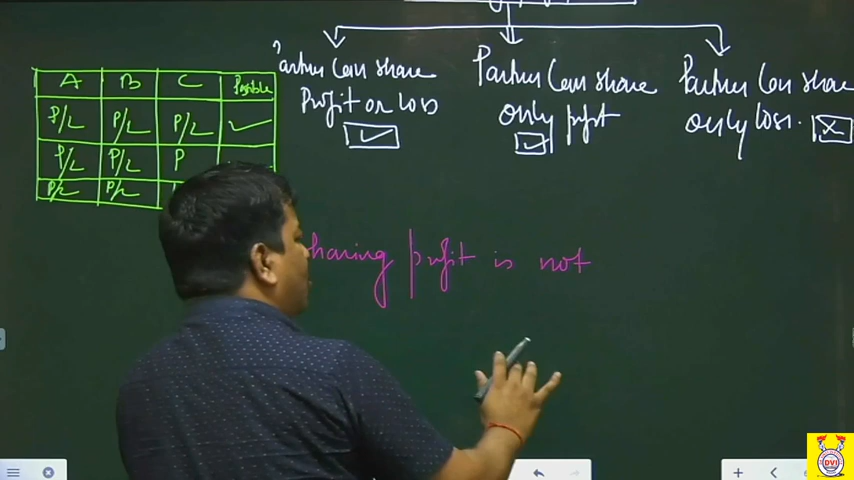 A B C Possible
P/L P/L P/L
P/L P/L P
P/L P/L
Partner Can share
Profit or Loss
Partner Can share
only profit
Partner Can share
only loss.
Sharing profit is not
DVI